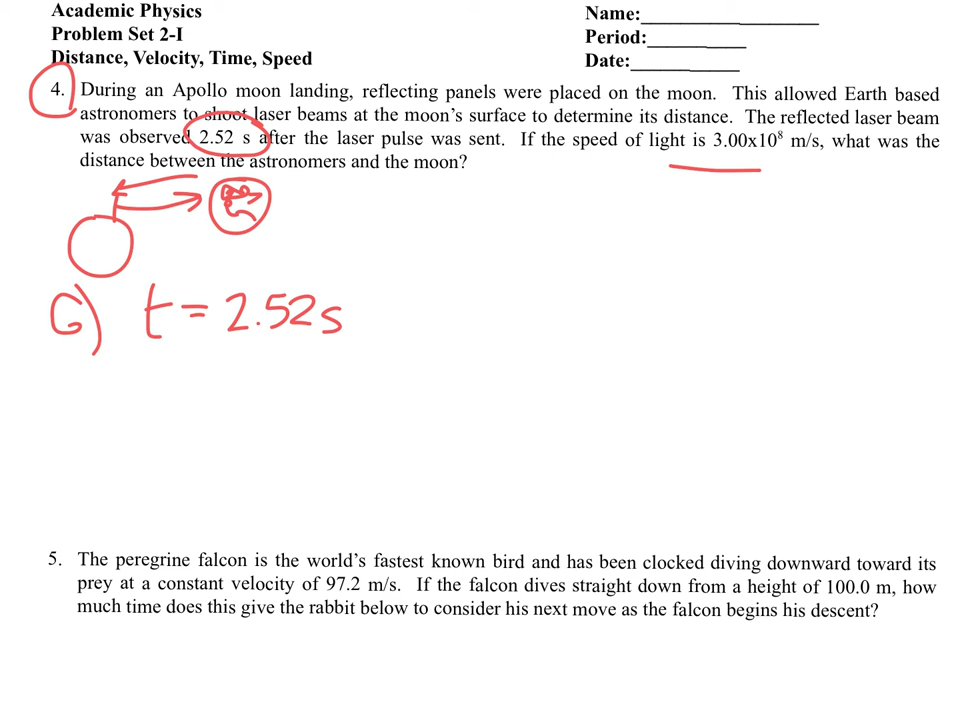 Academic Physics
Name:____________________
Period:___________
Problem Set 2-I
Distance, Velocity, Time, Speed
Date:____________
4. During an Apollo moon landing, reflecting panels were placed on the moon. This allowed Earth based
astronomers to shoot laser beams at the moon's surface to determine its distance. The reflected laser beam
was observed 2.52 s after the laser pulse was sent. If the speed of light is 3.00x10⁸ m/s, what was the
distance between the astronomers and the moon?
G) t = 2.52s
5. The peregrine falcon is the world's fastest known bird and has been clocked diving downward toward its
prey at a constant velocity of 97.2 m/s. If the falcon dives straight down from a height of 100.0 m, how
much time does this give the rabbit below to consider his next move as the falcon begins his descent?